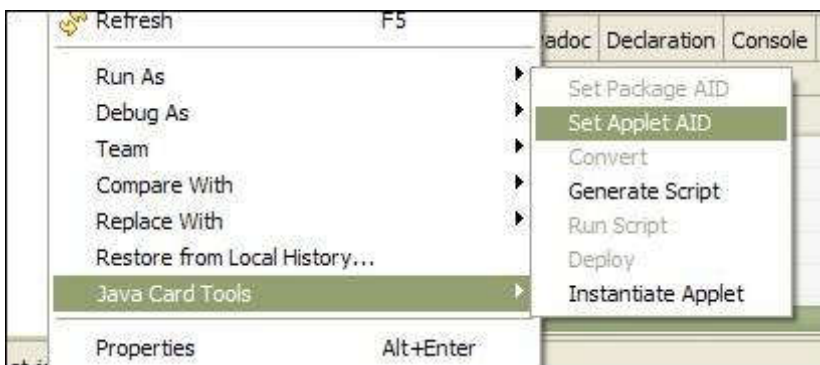 Refresh F5
adoc Declaration Console
Run As
Debug As
Team
Compare With
Replace With
Restore from Local History...
Java Card Tools
Properties Alt+Enter
Set Package AID
Set Applet AID
Convert
Generate Script
Run Script
Deploy
Instantiate Applet